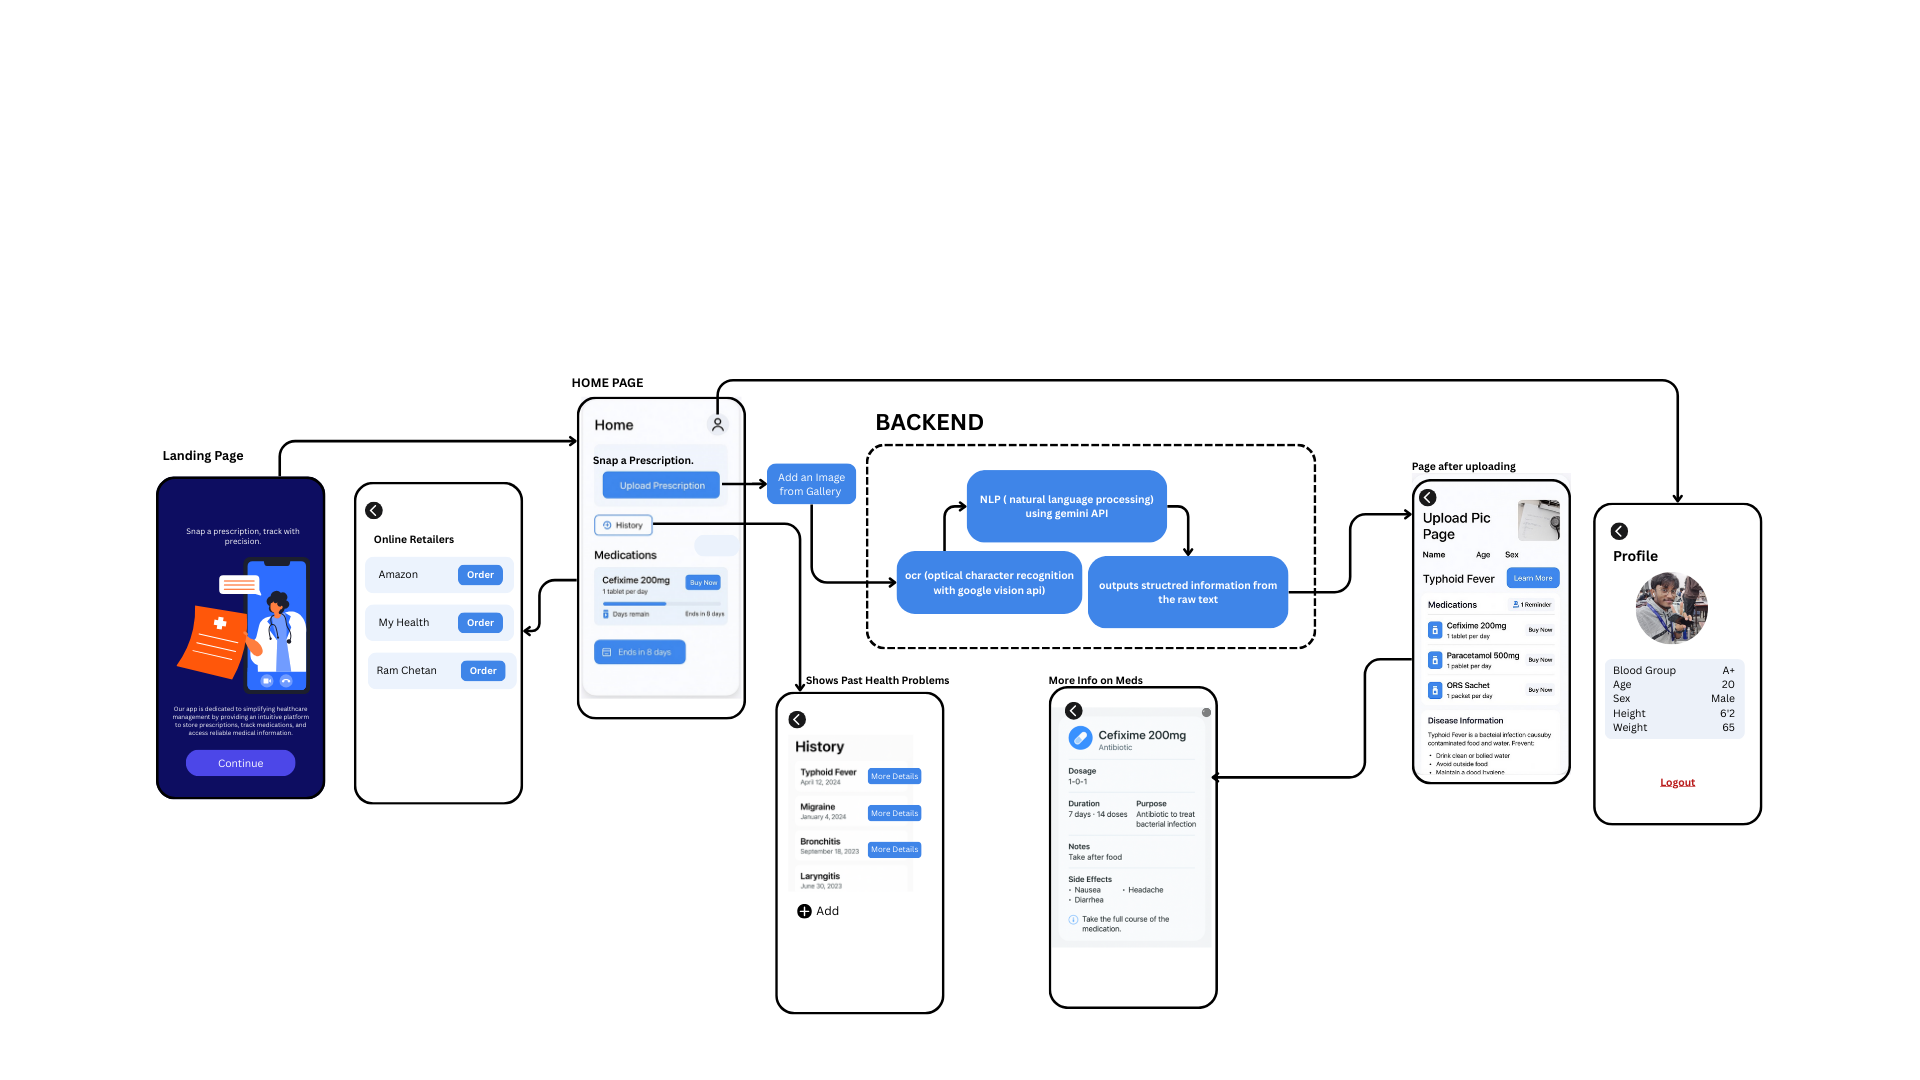 Landing Page
Snap a prescription, track with
precision.
Our app is dedicated to simplifying healthcare
management by providing an intuitive platform
to store prescriptions, track medications, and
access reliable medical information.
Continue
Online Retailers
Amazon Order
My Health Order
Ram Chetan Order
HOME PAGE
Home
Snap a Prescription.
Upload Prescription
History
Medications
Cefixime 200mg Buy Now
1 tablet per day
Days remain Ends in 8 days
Ends in 8 days
Add an Image
from Gallery
BACKEND
NLP ( natural language processing)
using gemini API
ocr (optical character recognition
with google vision api)
outputs structred information from
the raw text
Shows Past Health Problems
History
Typhoid Fever More Details
April 12, 2024
Migraine More Details
January 4, 2024
Bronchitis More Details
September 18, 2023
Laryngitis
June 30, 2023
Add
More Info on Meds
Cefixime 200mg
Antibiotic
Dosage
1-0-1
Duration Purpose
7 days · 14 doses Antibiotic to treat
bacterial infection
Notes
Take after food
Side Effects
• Nausea • Headache
• Diarrhea
Take the full course of the
medication.
Page after uploading
Upload Pic
Page
Name Age Sex
Typhoid Fever Learn More
Medications 1 Reminder
Cefixime 200mg Buy Now
1 tablet per day
Paracetamol 500mg Buy Now
1 pablet per day
ORS Sachet Buy Now
1 packet per day
Disease Information
Typhoid Fever is a bacteial infection causuby
contaminated food and water. Prevent:
• Drink clean or bolied water
• Avoid outside food
• Maintain a good hygiene
Profile
Blood Group A+
Age 20
Sex Male
Height 6'2
Weight 65
Logout